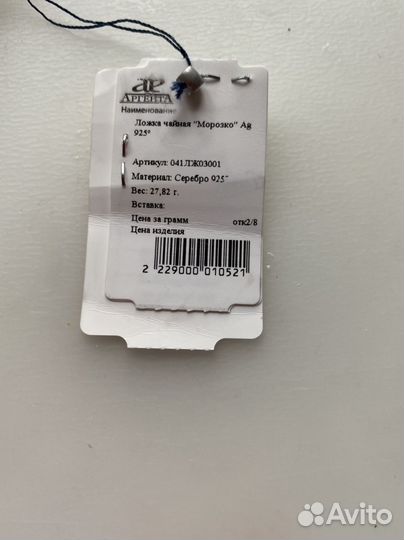 АРГЕНТА
Наименование
Ложка чайная "Морозко" Ag
925°
Артикул: 041ЛЖ03001
Материал: Серебро 925°
Вес: 27,82 г.
Вставка:
Цена за грамм
отк2/8
Цена изделия
2 229000 010521
Avito